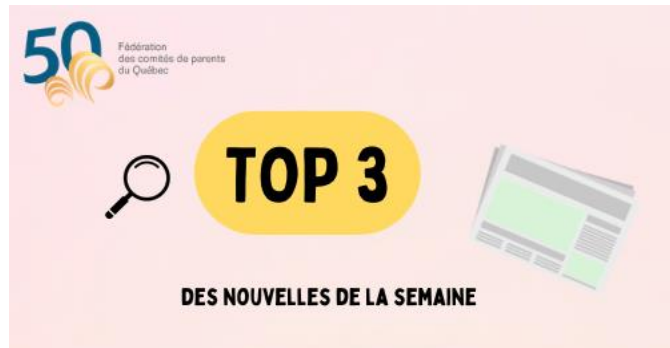 50
Fédération
des comités de parents
du Québec
TOP 3
DES NOUVELLES DE LA SEMAINE